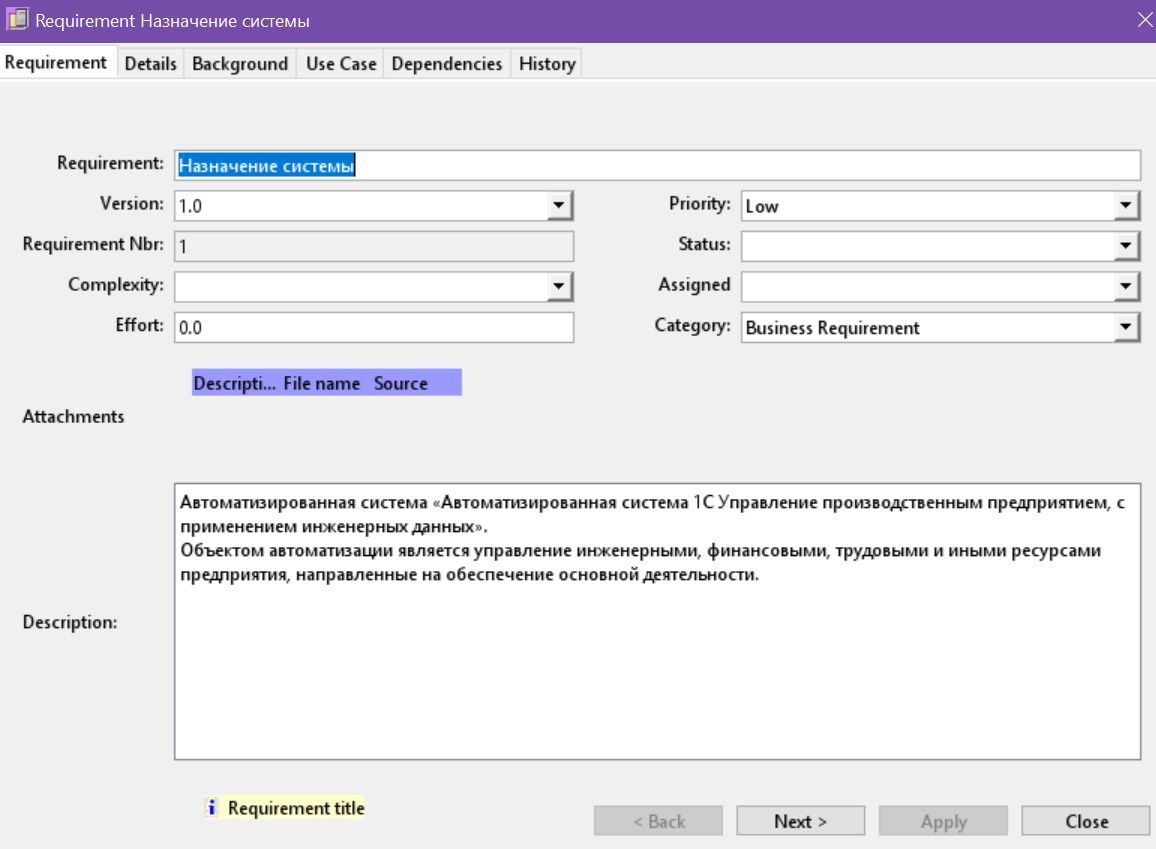 Requirement Назначение системы
Requirement Details Background Use Case Dependencies History
Requirement: Назначение системы
Version: 1.0 Priority: Low
Requirement Nbr: 1 Status:
Complexity: Assigned
Effort: 0.0 Category: Business Requirement
Descripti... File name Source
Attachments
Автоматизированная система «Автоматизированная система 1С Управление производственным предприятием, с
применением инженерных данных».
Объектом автоматизации является управление инженерными, финансовыми, трудовыми и иными ресурсами
предприятия, направленные на обеспечение основной деятельности.
Description:
i Requirement title
< Back Next > Apply Close